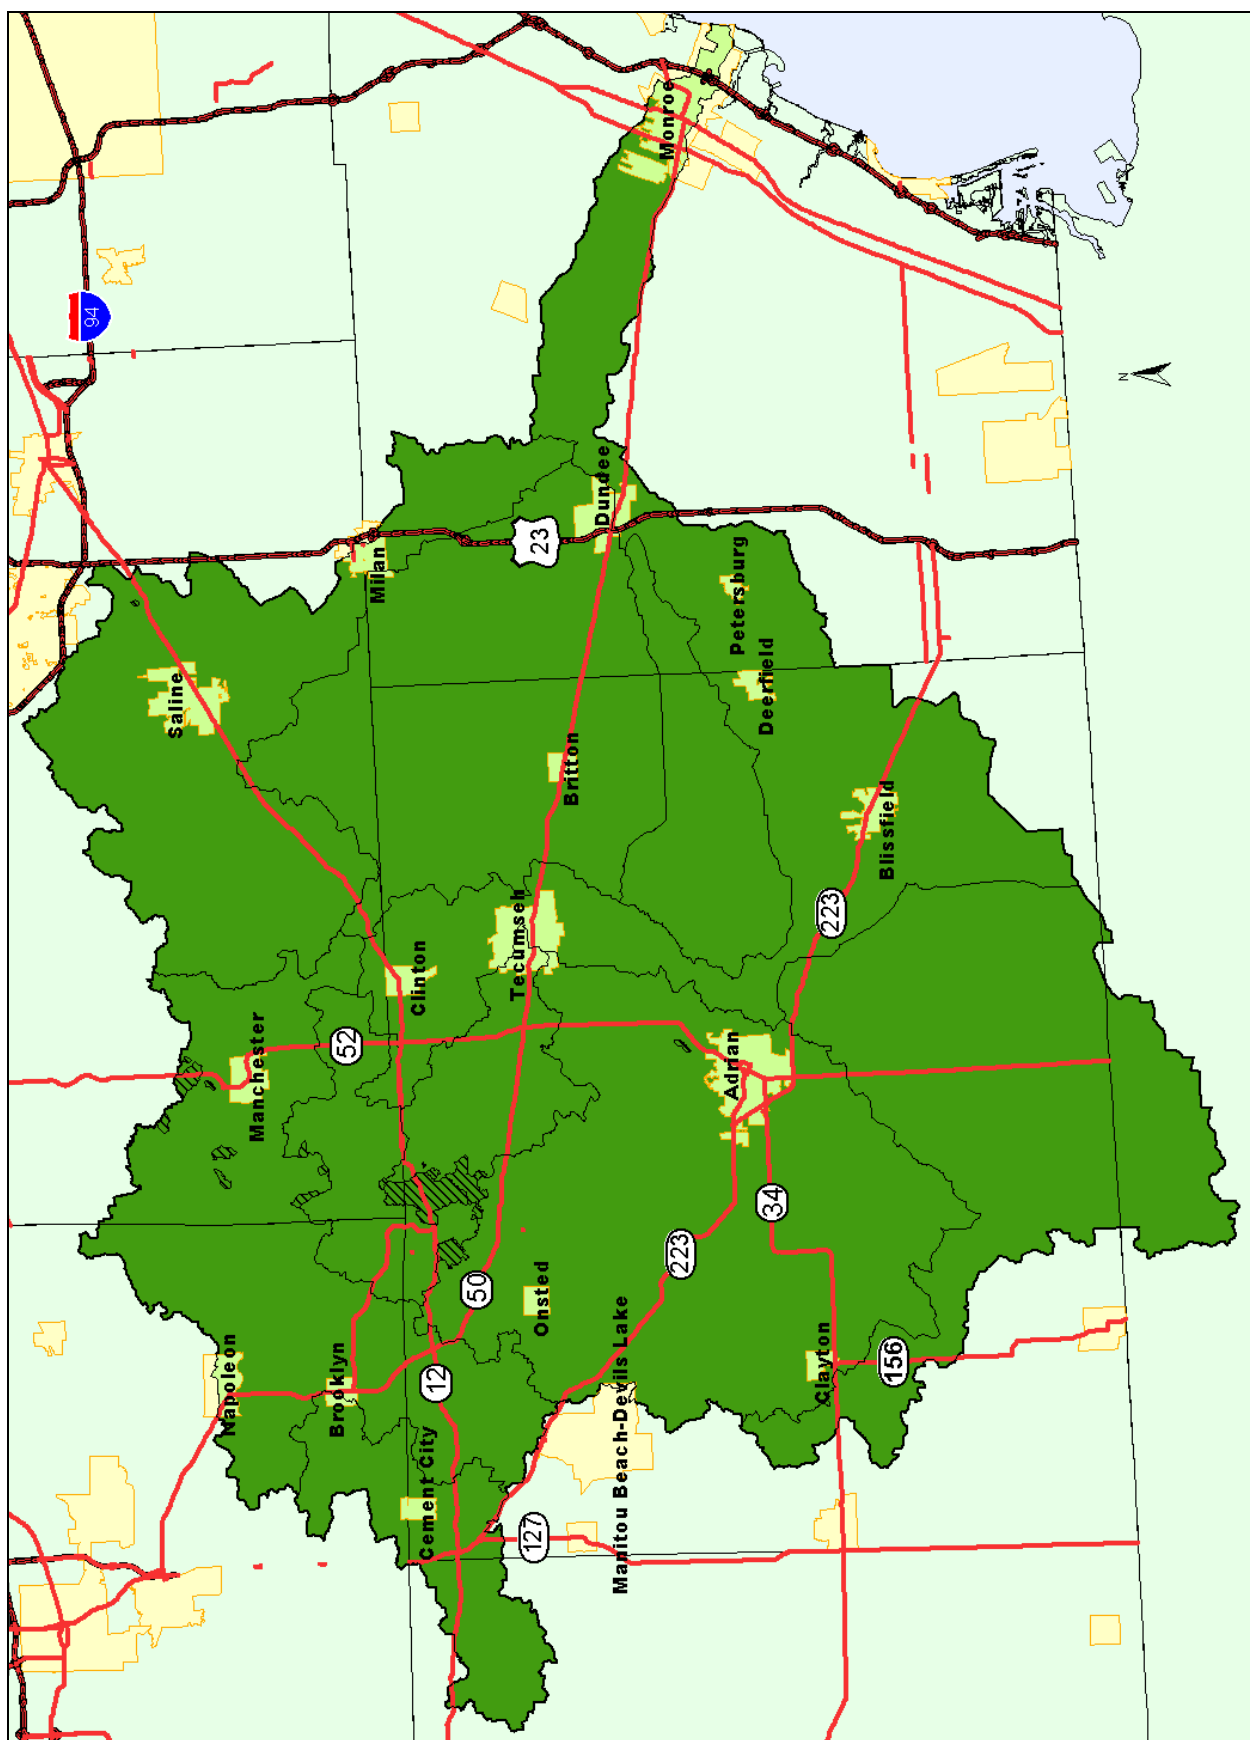 94
Saline
Napoleon
Manchester
Brooklyn
52
Milan
Cement City
Clinton
12
50
Tecumseh
127
23
Onsted
Britton
Dundee
Manitou Beach-Devils Lake
Monroe
223
Adrian
Petersburg
Deerfield
34
Clayton
223
Blissfield
156
N